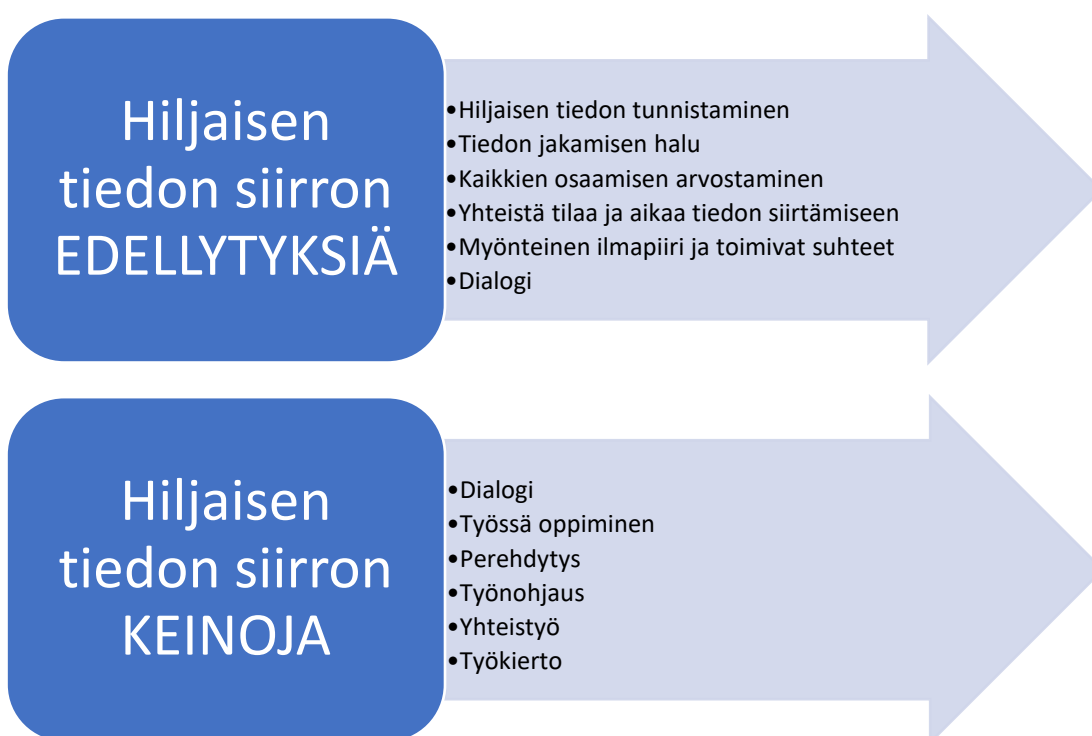 Hiljaisen
tiedon siirron
EDELLYTYKSIÄ
•Hiljaisen tiedon tunnistaminen
•Tiedon jakamisen halu
•Kaikkien osaamisen arvostaminen
•Yhteistä tilaa ja aikaa tiedon siirtämiseen
•Myönteinen ilmapiiri ja toimivat suhteet
•Dialogi
Hiljaisen
tiedon siirron
KEINOJA
•Dialogi
•Työssä oppiminen
•Perehdytys
•Työnohjaus
•Yhteistyö
•Työkierto